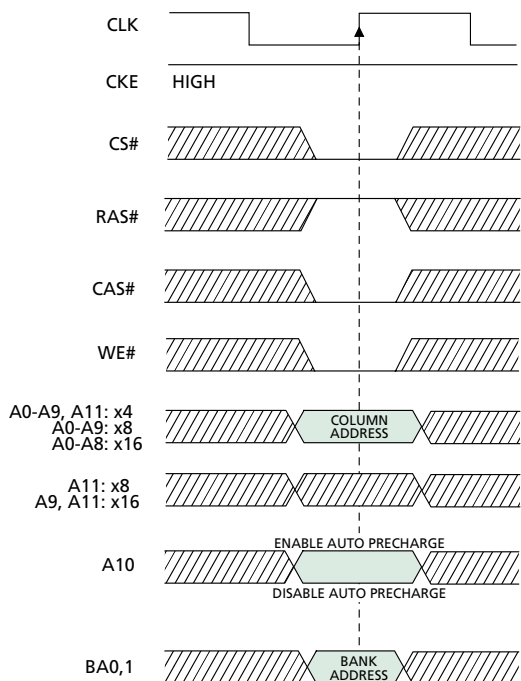 CLK
CKE HIGH
CS#
RAS#
CAS#
WE#
A0-A9, A11: x4
A0-A9: x8
A0-A8: x16
COLUMN
ADDRESS
A11: x8
A9, A11: x16
ENABLE AUTO PRECHARGE
A10
DISABLE AUTO PRECHARGE
BA0,1
BANK
ADDRESS